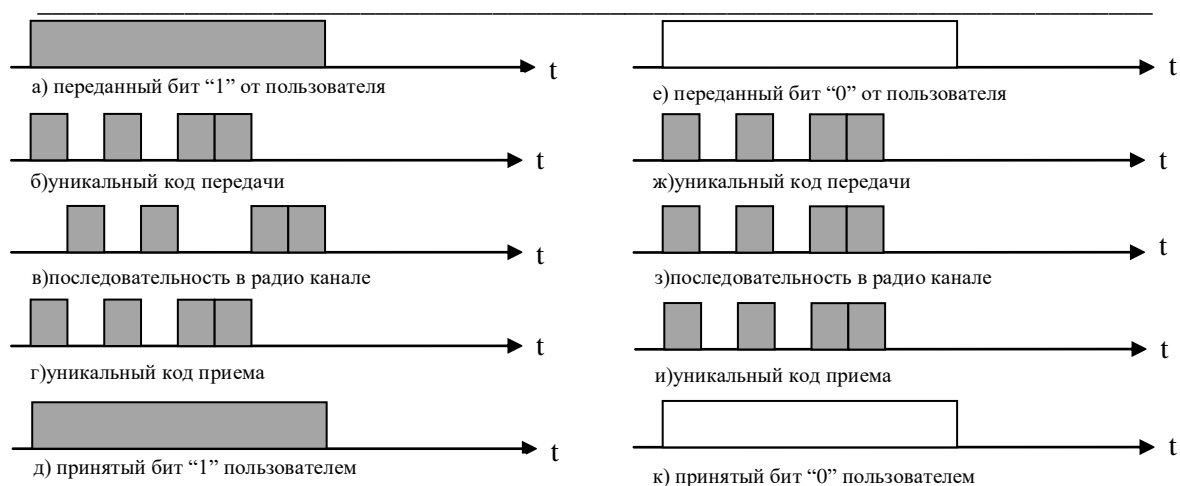 t
а) переданный бит “1” от пользователя
t
б)уникальный код передачи
t
в)последовательность в радио канале
t
г)уникальный код приема
t
д) принятый бит “1” пользователем
t
е) переданный бит “0” от пользователя
t
ж)уникальный код передачи
t
з)последовательность в радио канале
t
и)уникальный код приема
t
к) принятый бит “0” пользователем